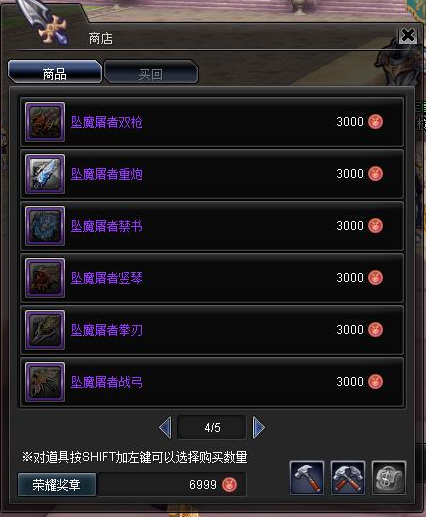 商店
商品
买回
坠魔屠者双枪 3000
坠魔屠者重炮 3000
坠魔屠者禁书 3000
坠魔屠者竖琴 3000
坠魔屠者拳刃 3000
坠魔屠者战弓 3000
4/5
※对道具按SHIFT加左键可以选择购买数量
荣耀奖章 6999